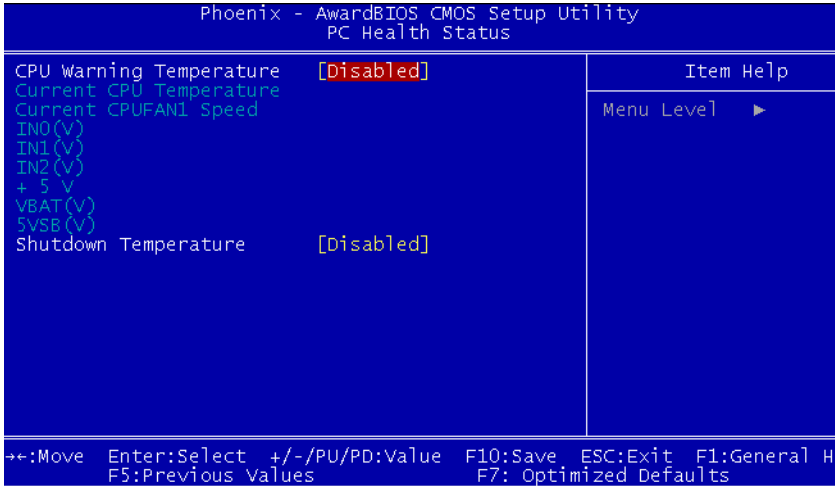 Phoenix - AwardBIOS CMOS Setup Utility
PC Health Status
CPU Warning Temperature [Disabled]
Current CPU Temperature
Current CPUFAN1 Speed
IN0(V)
IN1(V)
IN2(V)
+ 5 V
VBAT(V)
5VSB(V)
Shutdown Temperature [Disabled]
Item Help
Menu Level ►
→←:Move Enter:Select +/-/PU/PD:Value F10:Save ESC:Exit F1:General H
F5:Previous Values F7: Optimized Defaults